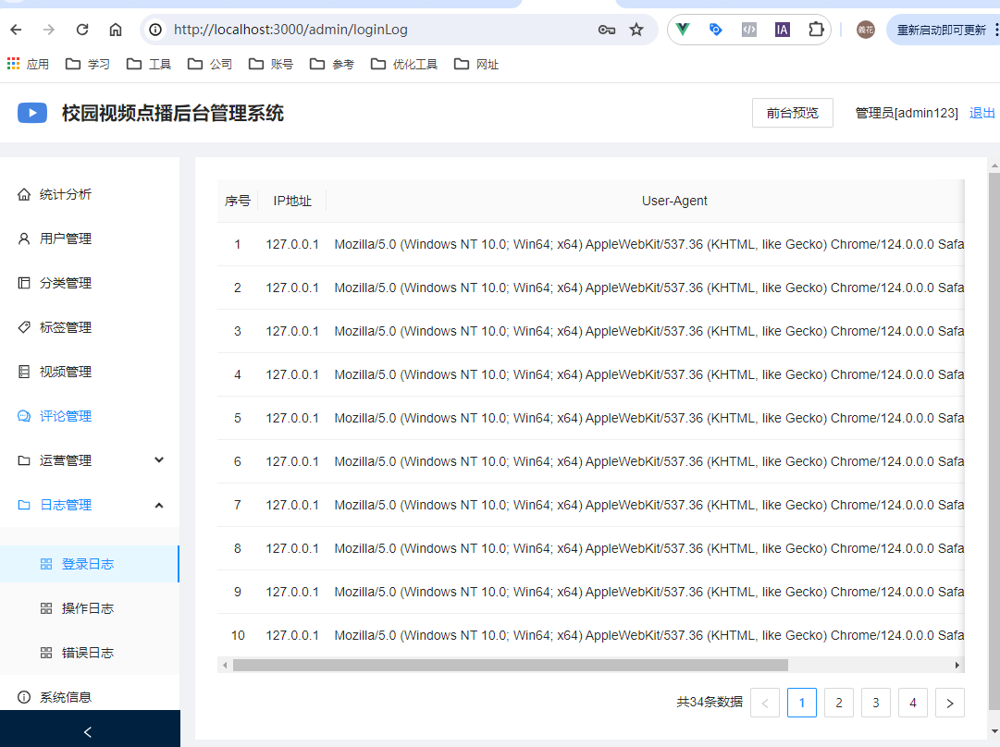 http://localhost:3000/admin/loginLog
IA
義花
重新启动即可更新
应用 学习 工具 公司 账号 参考 优化工具 网址
校园视频点播后台管理系统
前台预览 管理员[admin123] 退出
统计分析
用户管理
分类管理
标签管理
视频管理
评论管理
运营管理
日志管理
登录日志
操作日志
错误日志
系统信息
序号 IP地址 User-Agent
1 127.0.0.1 Mozilla/5.0 (Windows NT 10.0; Win64; x64) AppleWebKit/537.36 (KHTML, like Gecko) Chrome/124.0.0.0 Safa
2 127.0.0.1 Mozilla/5.0 (Windows NT 10.0; Win64; x64) AppleWebKit/537.36 (KHTML, like Gecko) Chrome/124.0.0.0 Safa
3 127.0.0.1 Mozilla/5.0 (Windows NT 10.0; Win64; x64) AppleWebKit/537.36 (KHTML, like Gecko) Chrome/124.0.0.0 Safa
4 127.0.0.1 Mozilla/5.0 (Windows NT 10.0; Win64; x64) AppleWebKit/537.36 (KHTML, like Gecko) Chrome/124.0.0.0 Safa
5 127.0.0.1 Mozilla/5.0 (Windows NT 10.0; Win64; x64) AppleWebKit/537.36 (KHTML, like Gecko) Chrome/124.0.0.0 Safa
6 127.0.0.1 Mozilla/5.0 (Windows NT 10.0; Win64; x64) AppleWebKit/537.36 (KHTML, like Gecko) Chrome/124.0.0.0 Safa
7 127.0.0.1 Mozilla/5.0 (Windows NT 10.0; Win64; x64) AppleWebKit/537.36 (KHTML, like Gecko) Chrome/124.0.0.0 Safa
8 127.0.0.1 Mozilla/5.0 (Windows NT 10.0; Win64; x64) AppleWebKit/537.36 (KHTML, like Gecko) Chrome/124.0.0.0 Safa
9 127.0.0.1 Mozilla/5.0 (Windows NT 10.0; Win64; x64) AppleWebKit/537.36 (KHTML, like Gecko) Chrome/124.0.0.0 Safa
10 127.0.0.1 Mozilla/5.0 (Windows NT 10.0; Win64; x64) AppleWebKit/537.36 (KHTML, like Gecko) Chrome/124.0.0.0 Safa
共34条数据 < 1 2 3 4 >